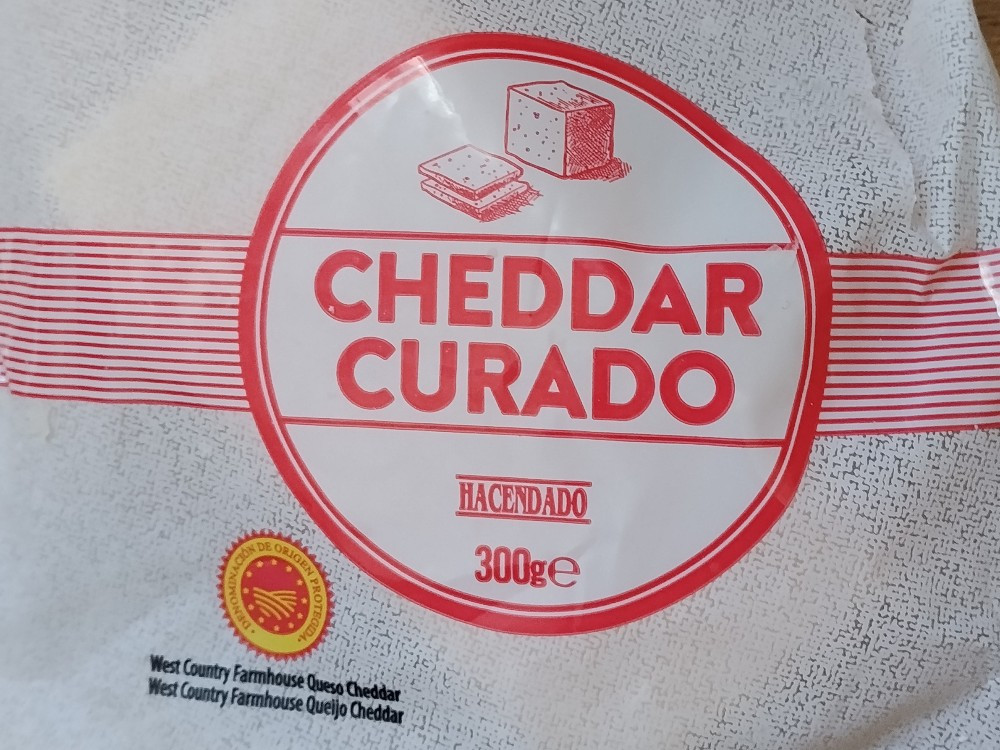 CHEDDAR
CURADO
HACENDADO
300g℮
DENOMINACIÓN DE ORIGEN PROTEGIDA
West Country Farmhouse Queso Cheddar
West Country Farmhouse Queijo Cheddar